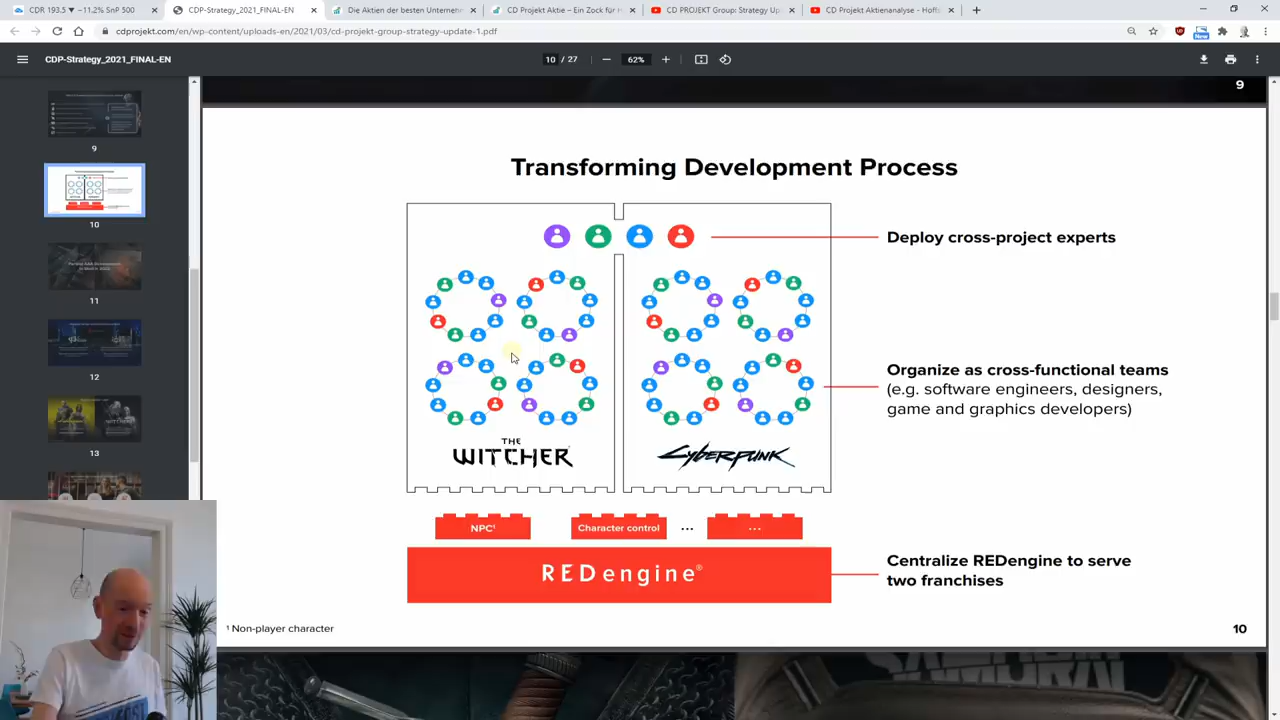 CDR 193.5 ▼ −11.2% SnP 500
CDP-Strategy_2021_FINAL-EN
Die Aktien der besten Unternehm
CD Projekt Aktie – Ein Zock für H
CD PROJEKT Group: Strategy Up
CD Projekt Aktienanalyse - Hoffs
cdprojekt.com/en/wp-content/uploads-en/2021/03/cd-projekt-group-strategy-update-1.pdf
New
CDP-Strategy_2021_FINAL-EN
10 / 27
62%
9
9
10
11
12
13
Transforming Development Process
Deploy cross-project experts
Organize as cross-functional teams
(e.g. software engineers, designers,
game and graphics developers)
THE
WITCHER
CYBERPUNK
NPC¹
Character control
...
...
REDengine®
Centralize REDengine to serve
two franchises
¹ Non-player character
10
SAMURAI